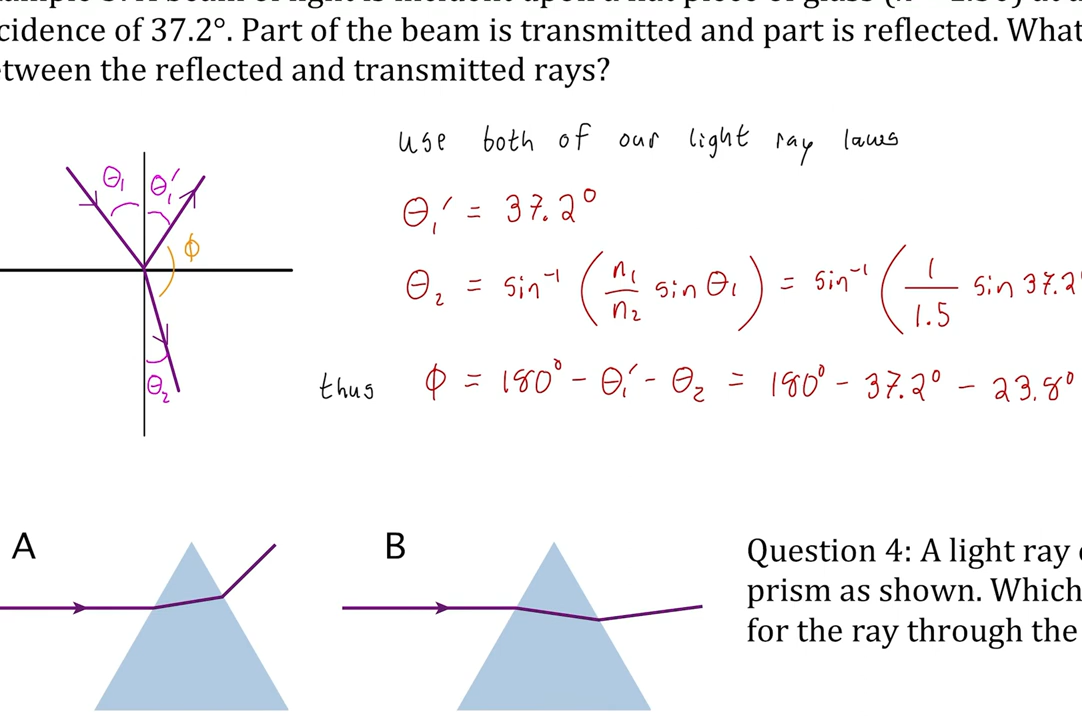 cidence of 37.2°. Part of the beam is transmitted and part is reflected. What
tween the reflected and transmitted rays?
use both of our light ray laws
θ₁ θ₁′
θ₁′ = 37.2°
ϕ
θ₂ = sin⁻¹ (n₁/n₂ sin θ₁) = sin⁻¹ (1/1.5 sin 37.2°
θ₂
thus ϕ = 180° - θ₁′ - θ₂ = 180° - 37.2° - 23.8°
A B
Question 4: A light ray
prism as shown. Which
for the ray through the